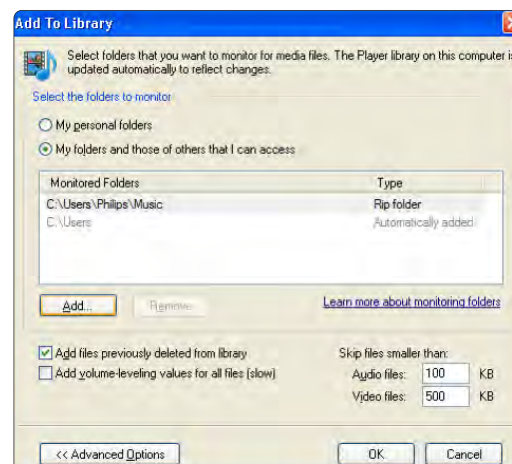 Add To Library
Select folders that you want to monitor for media files. The Player library on this computer is
updated automatically to reflect changes.
Select the folders to monitor
My personal folders
My folders and those of others that I can access
Monitored Folders Type
C:\Users\Philips\Music Rip folder
C:\Users Automatically added
Add... Remove
Learn more about monitoring folders
Add files previously deleted from library Skip files smaller than:
Add volume-leveling values for all files (slow) Audio files: 100 KB
Video files: 500 KB
<< Advanced Options OK Cancel